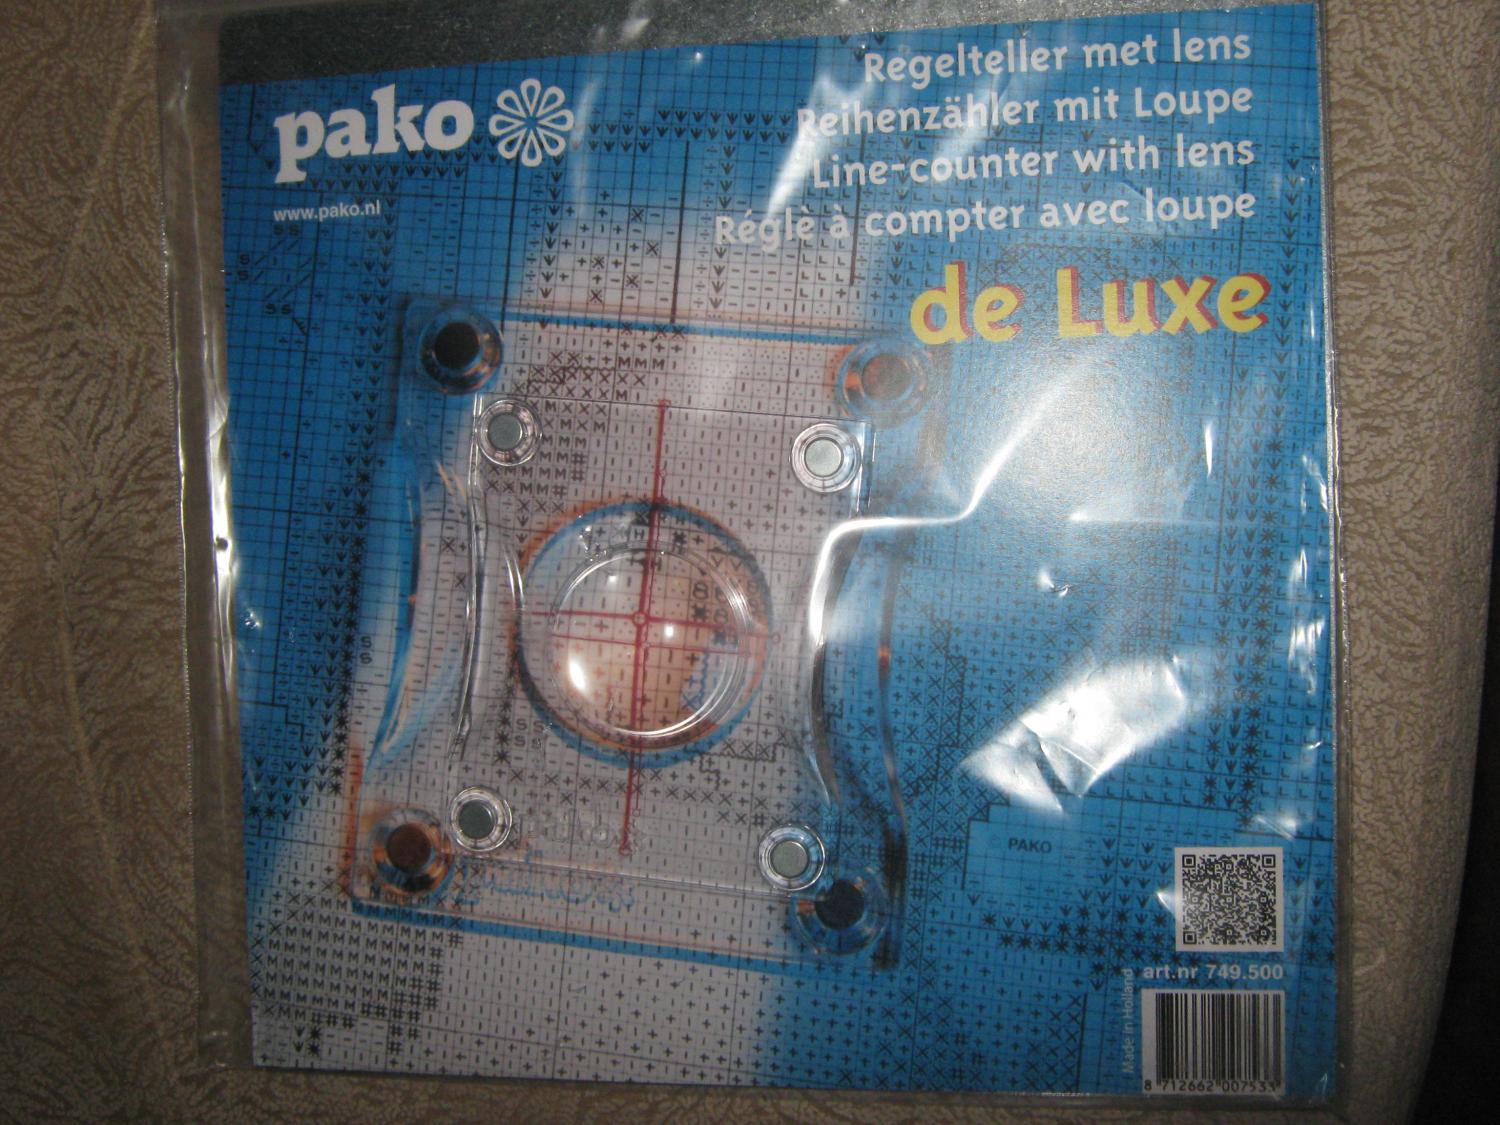 pako
www.pako.nl
Regelteller met lens
Reihenzähler mit Loupe
Line-counter with lens
Réglè à compter avec loupe
de Luxe
PAKO
art.nr 749.500
Made in Holland
8 712662 007533